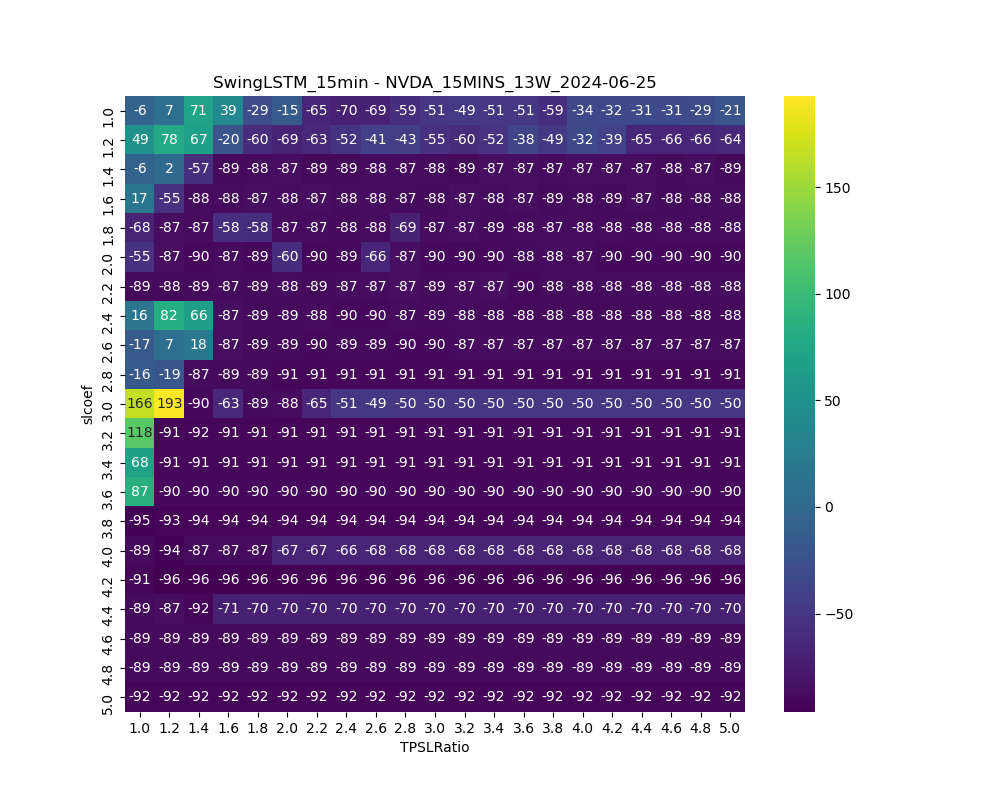 SwingLSTM_15min - NVDA_15MINS_13W_2024-06-25
1.0 -6 7 71 39 -29 -15 -65 -70 -69 -59 -51 -49 -51 -51 -59 -34 -32 -31 -31 -29 -21
1.2 49 78 67 -20 -60 -69 -63 -52 -41 -43 -55 -60 -52 -38 -49 -32 -39 -65 -66 -66 -64
1.4 -6 2 -57 -89 -88 -87 -89 -89 -88 -87 -88 -89 -87 -87 -87 -87 -87 -87 -88 -87 -89
1.6 17 -55 -88 -88 -87 -88 -87 -88 -87 -88 -87 -88 -87 -88 -87 -89 -88 -87 -88 -88 -88
1.8 -68 -87 -87 -58 -58 -87 -87 -88 -88 -69 -87 -87 -89 -88 -87 -88 -88 -88 -88 -88 -88
2.0 -55 -87 -90 -87 -89 -60 -90 -89 -66 -87 -90 -90 -90 -88 -88 -87 -90 -90 -90 -90 -90
2.2 -89 -88 -89 -87 -89 -88 -89 -87 -87 -87 -89 -87 -87 -90 -88 -88 -88 -88 -88 -88 -88
2.4 16 82 66 -87 -89 -89 -88 -90 -90 -87 -89 -88 -88 -88 -88 -88 -88 -88 -88 -88 -88
2.6 -17 7 18 -87 -89 -89 -90 -89 -89 -90 -90 -87 -87 -87 -87 -87 -87 -87 -87 -87 -87
2.8 -16 -19 -87 -89 -89 -91 -91 -91 -91 -91 -91 -91 -91 -91 -91 -91 -91 -91 -91 -91 -91
3.0 166 193 -90 -63 -89 -88 -65 -51 -49 -50 -50 -50 -50 -50 -50 -50 -50 -50 -50 -50 -50
3.2 118 -91 -92 -91 -91 -91 -91 -91 -91 -91 -91 -91 -91 -91 -91 -91 -91 -91 -91 -91 -91
3.4 68 -91 -91 -91 -91 -91 -91 -91 -91 -91 -91 -91 -91 -91 -91 -91 -91 -91 -91 -91 -91
3.6 87 -90 -90 -90 -90 -90 -90 -90 -90 -90 -90 -90 -90 -90 -90 -90 -90 -90 -90 -90 -90
3.8 -95 -93 -94 -94 -94 -94 -94 -94 -94 -94 -94 -94 -94 -94 -94 -94 -94 -94 -94 -94 -94
4.0 -89 -94 -87 -87 -87 -67 -67 -66 -68 -68 -68 -68 -68 -68 -68 -68 -68 -68 -68 -68 -68
4.2 -91 -96 -96 -96 -96 -96 -96 -96 -96 -96 -96 -96 -96 -96 -96 -96 -96 -96 -96 -96 -96
4.4 -89 -87 -92 -71 -70 -70 -70 -70 -70 -70 -70 -70 -70 -70 -70 -70 -70 -70 -70 -70 -70
4.6 -89 -89 -89 -89 -89 -89 -89 -89 -89 -89 -89 -89 -89 -89 -89 -89 -89 -89 -89 -89 -89
4.8 -89 -89 -89 -89 -89 -89 -89 -89 -89 -89 -89 -89 -89 -89 -89 -89 -89 -89 -89 -89 -89
5.0 -92 -92 -92 -92 -92 -92 -92 -92 -92 -92 -92 -92 -92 -92 -92 -92 -92 -92 -92 -92 -92
1.0 1.2 1.4 1.6 1.8 2.0 2.2 2.4 2.6 2.8 3.0 3.2 3.4 3.6 3.8 4.0 4.2 4.4 4.6 4.8 5.0
TPSLRatio
slcoef
150
100
50
0
−50